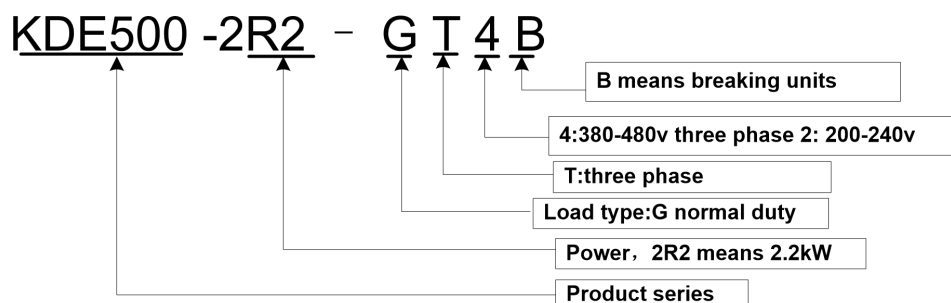 KDE500 -2R2 - G T 4 B
B means breaking units
4:380-480v three phase 2: 200-240v
T:three phase
Load type:G normal duty
Power，2R2 means 2.2kW
Product series